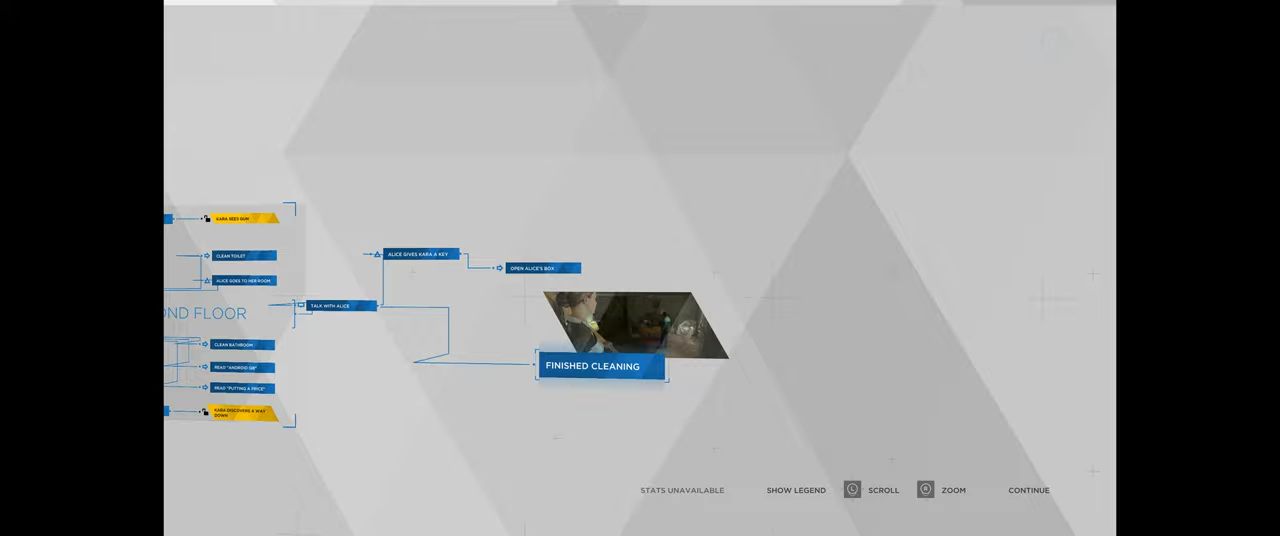 KARA SEES GUN
CLEAN TOILET
ALICE GIVES KARA A KEY
OPEN ALICE'S BOX
ALICE GOES TO HER ROOM
TALK WITH ALICE
OND FLOOR
CLEAN BATHROOM
FINISHED CLEANING
READ "ANDROID SEX"
READ "PUTTING A PRICE"
KARA DISCOVERS A WAY
DOWN
STATS UNAVAILABLE
SHOW LEGEND
L
SCROLL
R
ZOOM
CONTINUE